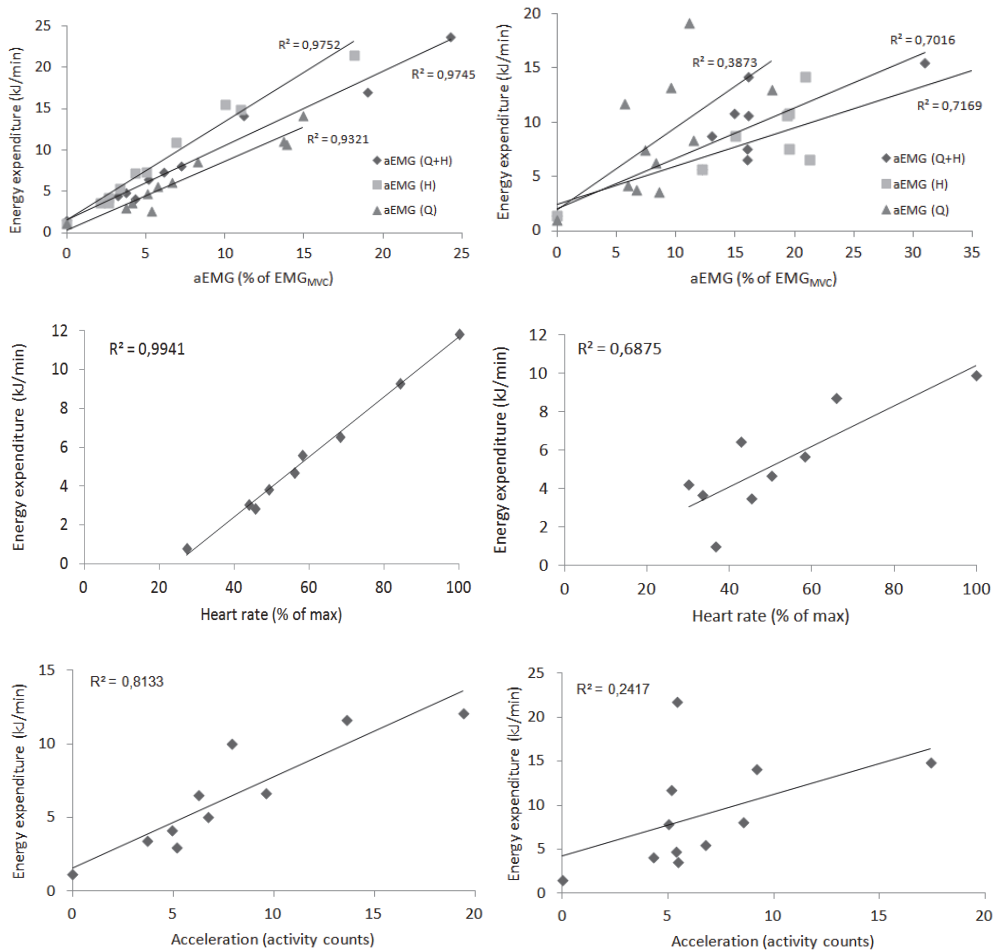 Energy expenditure (kJ/min)
25
20
15
10
5
0
R² = 0,9752
R² = 0,9745
R² = 0,9321
aEMG (Q+H)
aEMG (H)
aEMG (Q)
0 5 10 15 20 25
aEMG (% of EMGMVC)
Energy expenditure (kJ/min)
20
15
10
5
0
R² = 0,3873
R² = 0,7016
R² = 0,7169
aEMG (Q+H)
aEMG (H)
aEMG (Q)
0 5 10 15 20 25 30 35
aEMG (% of EMGMVC)
Energy expenditure (kJ/min)
12
10
8
6
4
2
0
R² = 0,9941
0 20 40 60 80 100
Heart rate (% of max)
Energy expenditure (kJ/min)
12
10
8
6
4
2
0
R² = 0,6875
0 20 40 60 80 100
Heart rate (% of max)
Energy expenditure (kJ/min)
15
10
5
0
R² = 0,8133
0 5 10 15 20
Acceleration (activity counts)
Energy expenditure (kJ/min)
25
20
15
10
5
0
R² = 0,2417
0 5 10 15 20
Acceleration (activity counts)